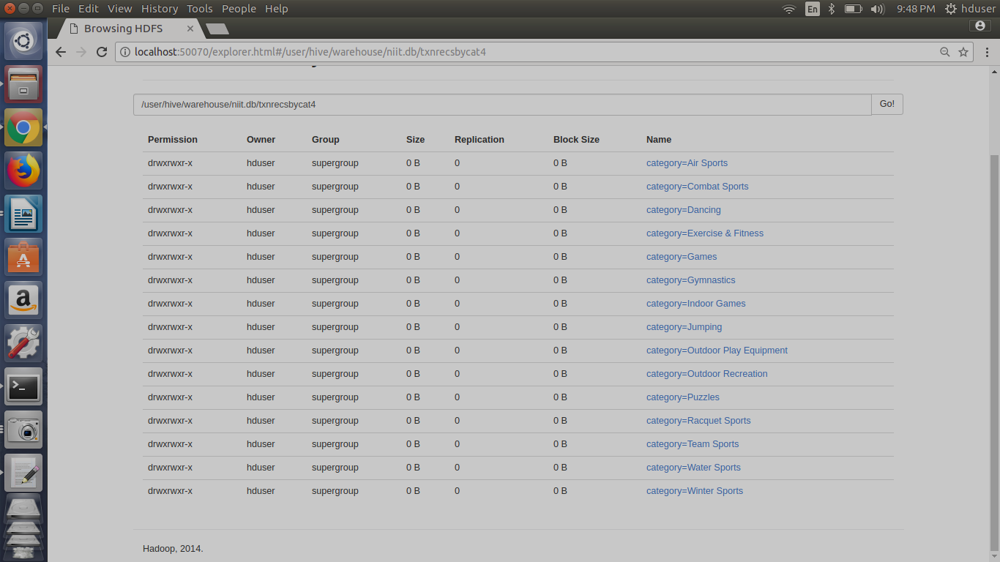 File Edit View History Tools People Help En 9:48 PM hduser
Browsing HDFS
localhost:50070/explorer.html#/user/hive/warehouse/niit.db/txnrecsbycat4
/user/hive/warehouse/niit.db/txnrecsbycat4 Go!
Permission Owner Group Size Replication Block Size Name
drwxrwxr-x hduser supergroup 0 B 0 0 B category=Air Sports
drwxrwxr-x hduser supergroup 0 B 0 0 B category=Combat Sports
drwxrwxr-x hduser supergroup 0 B 0 0 B category=Dancing
drwxrwxr-x hduser supergroup 0 B 0 0 B category=Exercise & Fitness
drwxrwxr-x hduser supergroup 0 B 0 0 B category=Games
drwxrwxr-x hduser supergroup 0 B 0 0 B category=Gymnastics
drwxrwxr-x hduser supergroup 0 B 0 0 B category=Indoor Games
drwxrwxr-x hduser supergroup 0 B 0 0 B category=Jumping
drwxrwxr-x hduser supergroup 0 B 0 0 B category=Outdoor Play Equipment
drwxrwxr-x hduser supergroup 0 B 0 0 B category=Outdoor Recreation
drwxrwxr-x hduser supergroup 0 B 0 0 B category=Puzzles
drwxrwxr-x hduser supergroup 0 B 0 0 B category=Racquet Sports
drwxrwxr-x hduser supergroup 0 B 0 0 B category=Team Sports
drwxrwxr-x hduser supergroup 0 B 0 0 B category=Water Sports
drwxrwxr-x hduser supergroup 0 B 0 0 B category=Winter Sports
Hadoop, 2014.